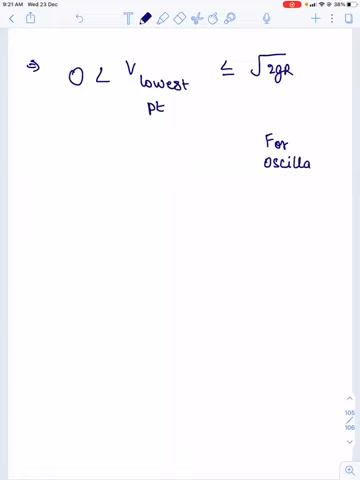 9:21 AM Wed 23 Dec
38%
⇒ 0 < V lowest pt ≤ √2gR
For
oscilla
105
/
106